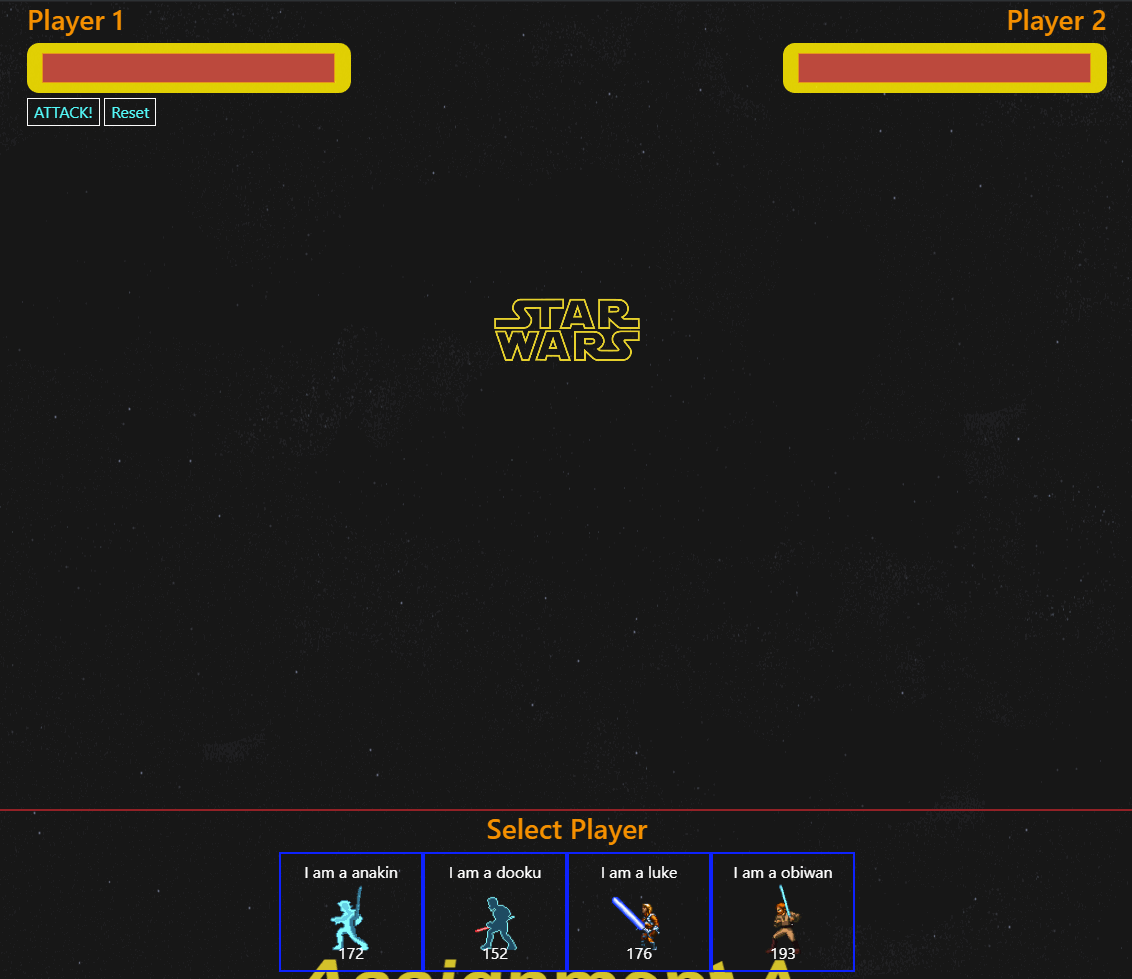 Player 1
Player 2
ATTACK! Reset
STAR
WARS
Select Player
I am a anakin
172
I am a dooku
152
I am a luke
176
I am a obiwan
193
Assignment A